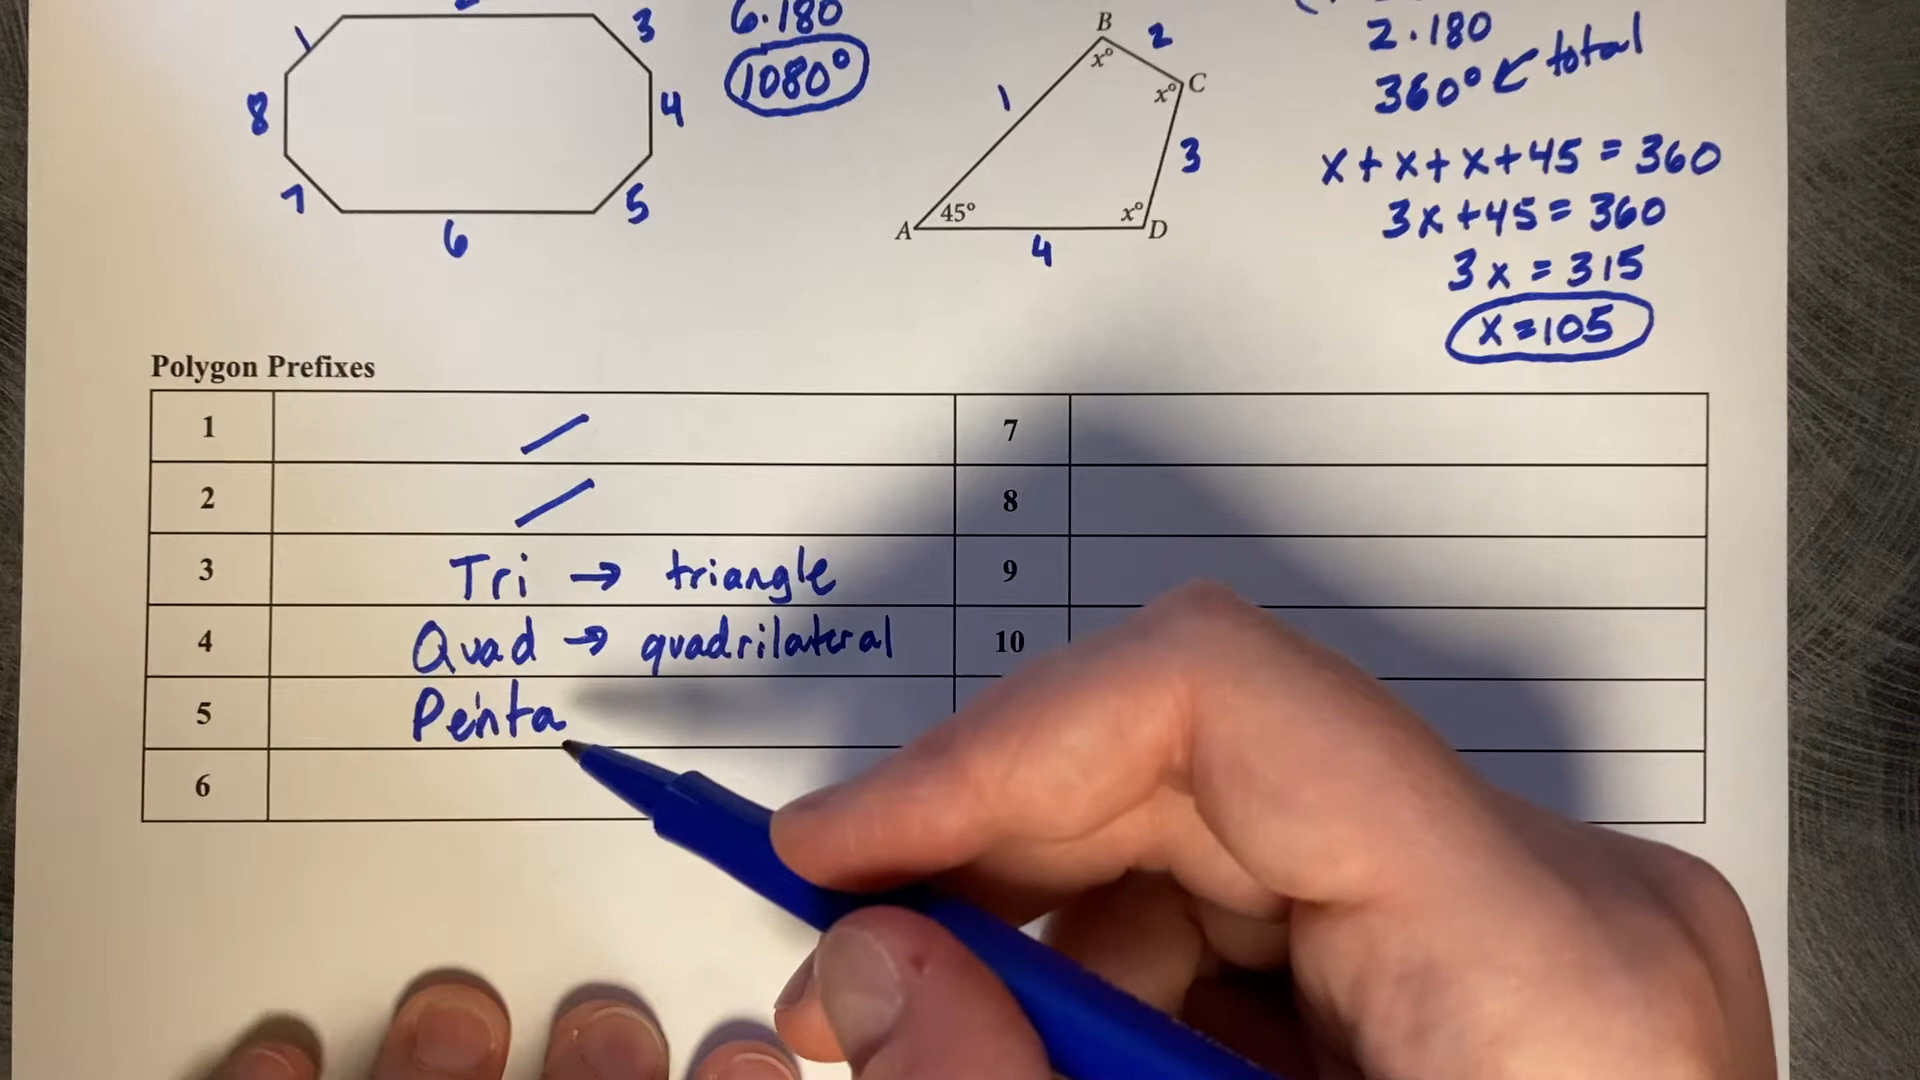 2
1
3
8
4
7
5
6
6·180
1080°
B
x°
2
1
x° C
3
45°
x°
A
D
4
2·180
360° ← total
x + x + x + 45 = 360
3x + 45 = 360
3x = 315
x = 105
Polygon Prefixes
1 7
2 8
3 Tri → triangle 9
4 Quad → quadrilateral 10
5 Penta
6